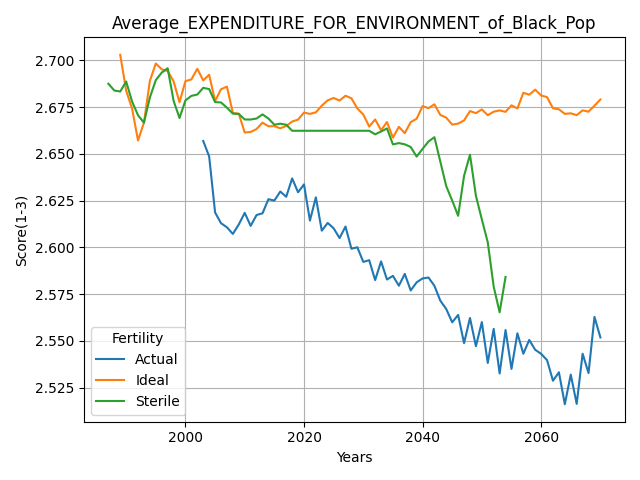 Average_EXPENDITURE_FOR_ENVIRONMENT_of_Black_Pop
2.700
2.675
2.650
2.625
2.600
2.575
2.550
2.525
Score(1-3)
Fertility
Actual
Ideal
Sterile
2000 2020 2040 2060
Years